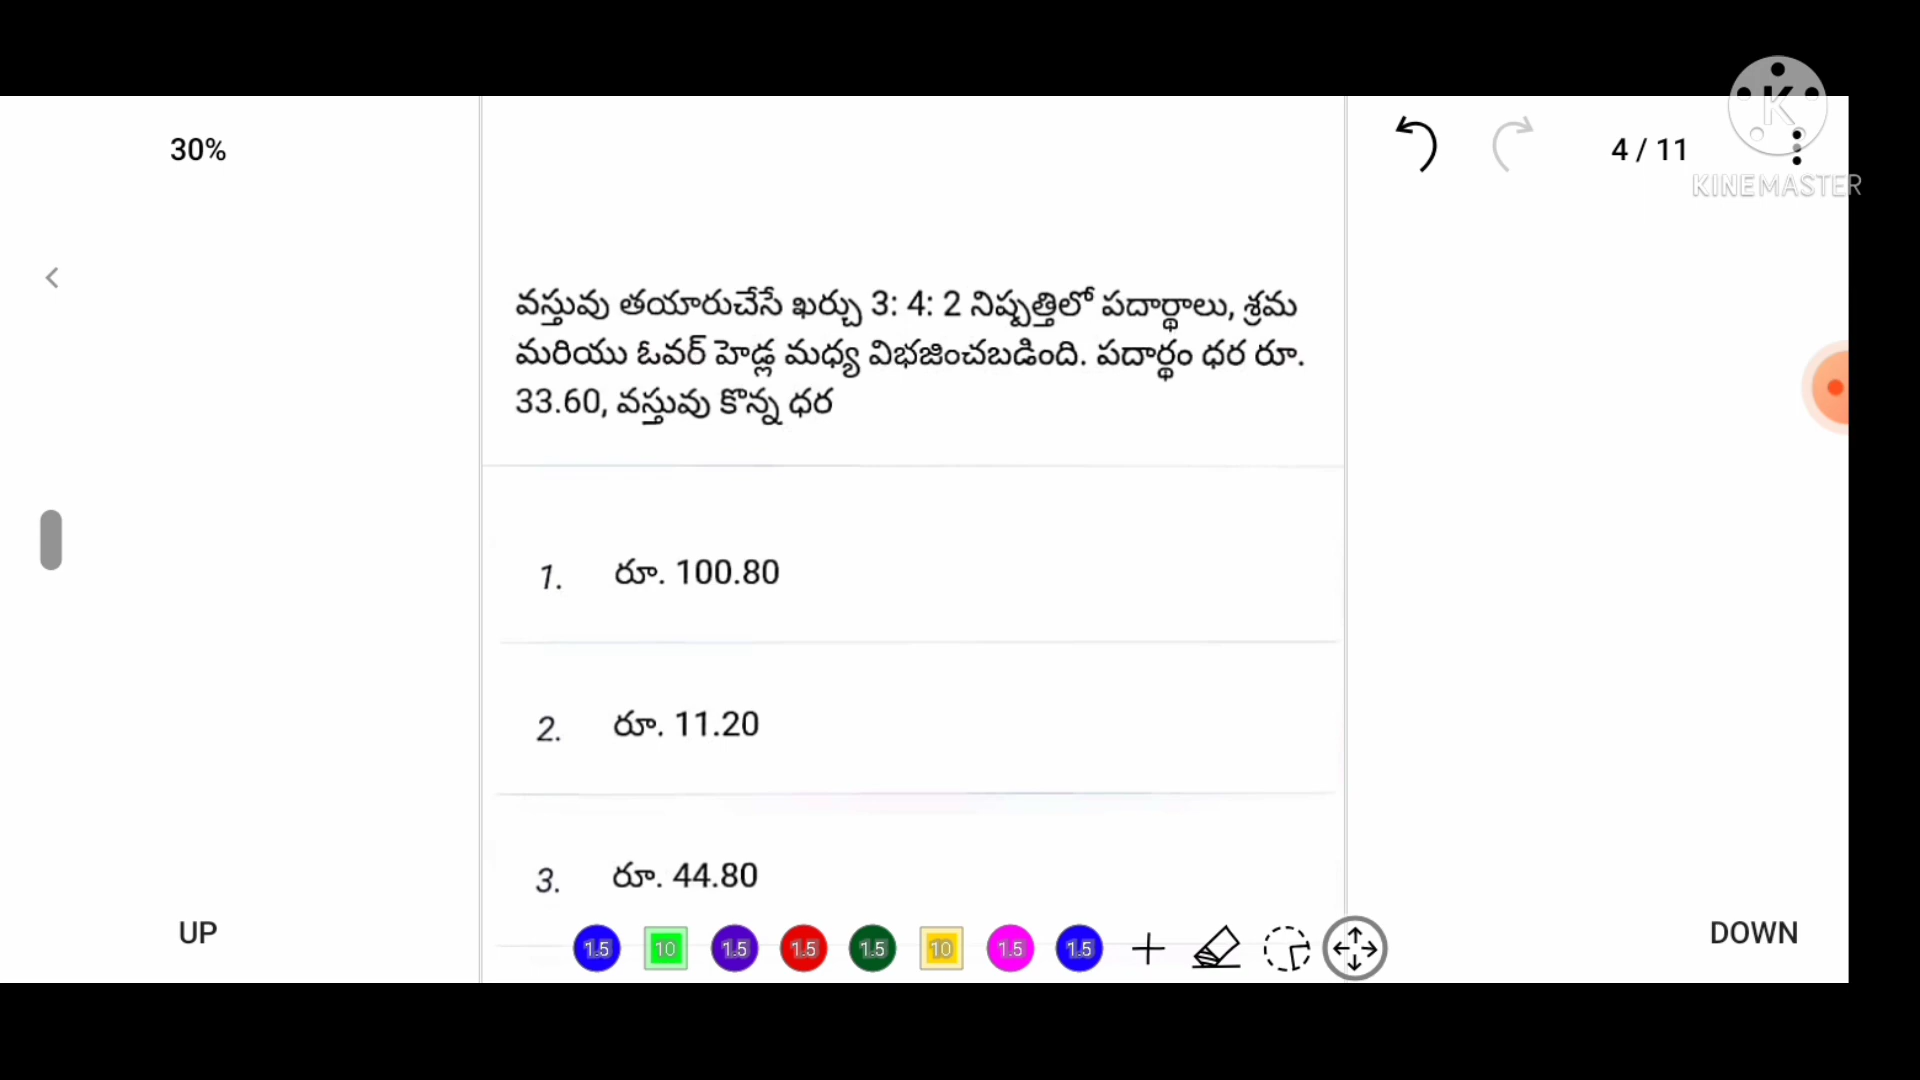 30%
4 / 11
KINEMASTER
వస్తువు తయారుచేసే ఖర్చు 3: 4: 2 నిష్పత్తిలో పదార్థాలు, శ్రమ
మరియు ఓవర్ హెడ్ల మధ్య విభజించబడింది. పదార్థం ధర రూ.
33.60, వస్తువు కొన్న ధర
1. రూ. 100.80
2. రూ. 11.20
3. రూ. 44.80
UP
1.5 10 1.5 1.5 1.5 10 1.5 1.5
DOWN